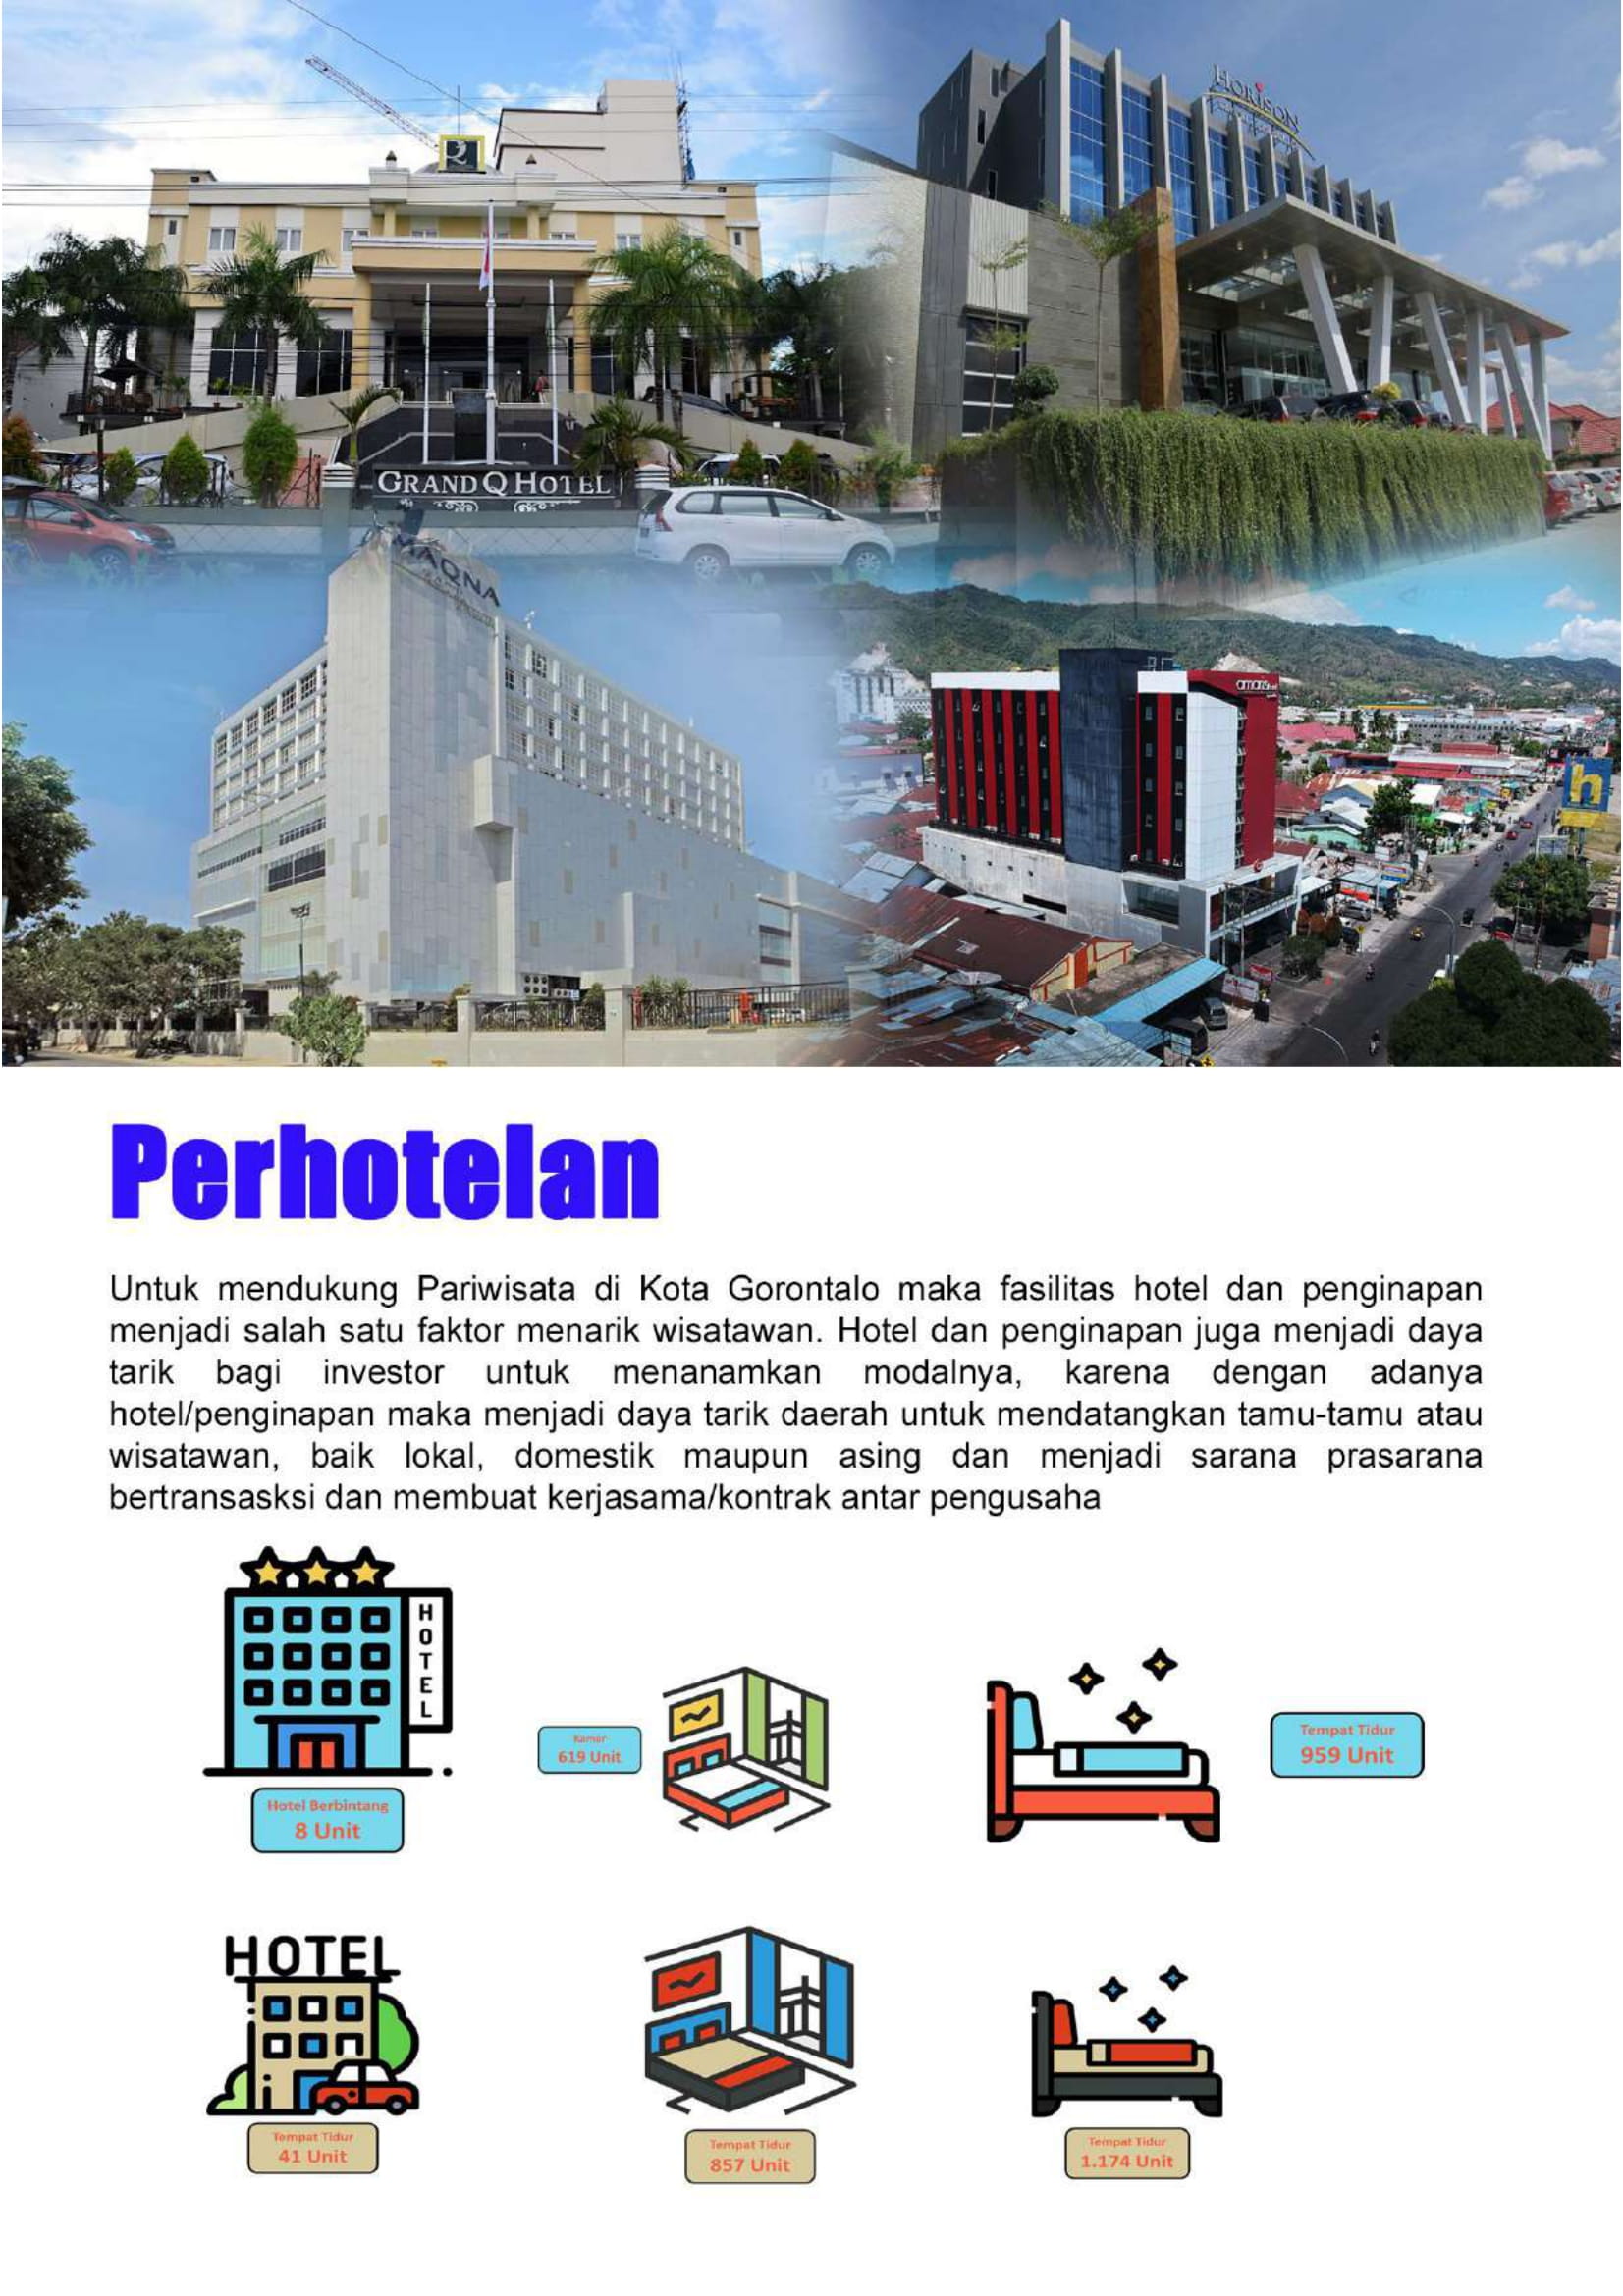 HORISON
GRAND Q HOTEL
MAQNA
amaris
h
Perhotelan
Untuk mendukung Pariwisata di Kota Gorontalo maka fasilitas hotel dan penginapan
menjadi salah satu faktor menarik wisatawan. Hotel dan penginapan juga menjadi daya
tarik bagi investor untuk menanamkan modalnya, karena dengan adanya
hotel/penginapan maka menjadi daya tarik daerah untuk mendatangkan tamu-tamu atau
wisatawan, baik lokal, domestik maupun asing dan menjadi sarana prasarana
bertransasksi dan membuat kerjasama/kontrak antar pengusaha
HOTEL
Hotel Berbintang
8 Unit
Kamar
619 Unit
Tempat Tidur
959 Unit
HOTEL
Tempat Tidur
41 Unit
Tempat Tidur
857 Unit
Tempat Tidur
1.174 Unit